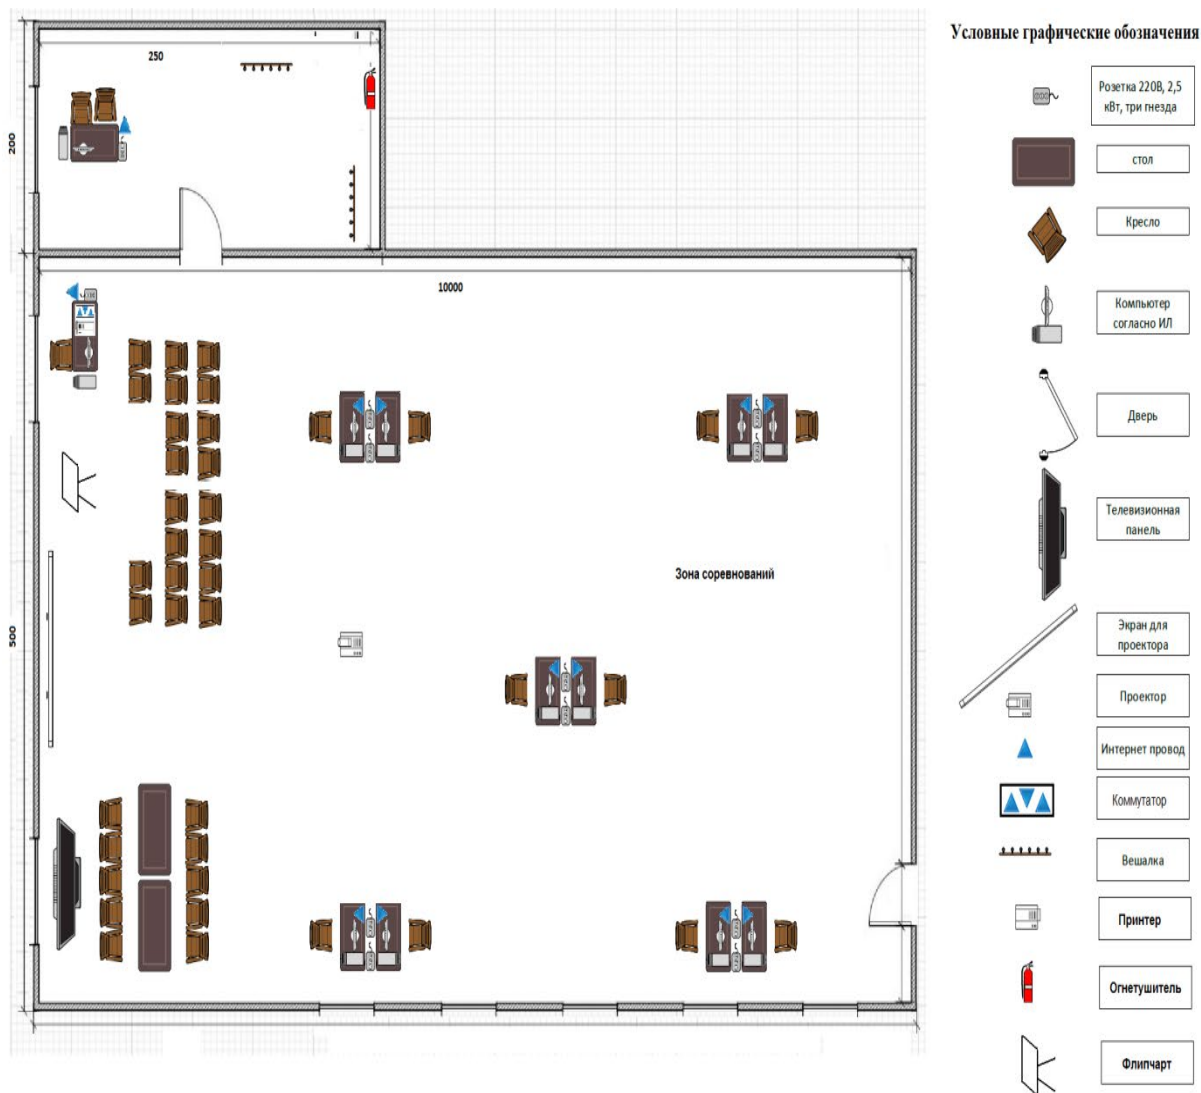 Условные графические обозначения
250
200
10000
500
Зона соревнований
Розетка 220В, 2,5
кВт, три гнезда
стол
Кресло
Компьютер
согласно ИЛ
Дверь
Телевизионная
панель
Экран для
проектора
Проектор
Интернет провод
Коммутатор
Вешалка
Принтер
Огнетушитель
Флипчарт